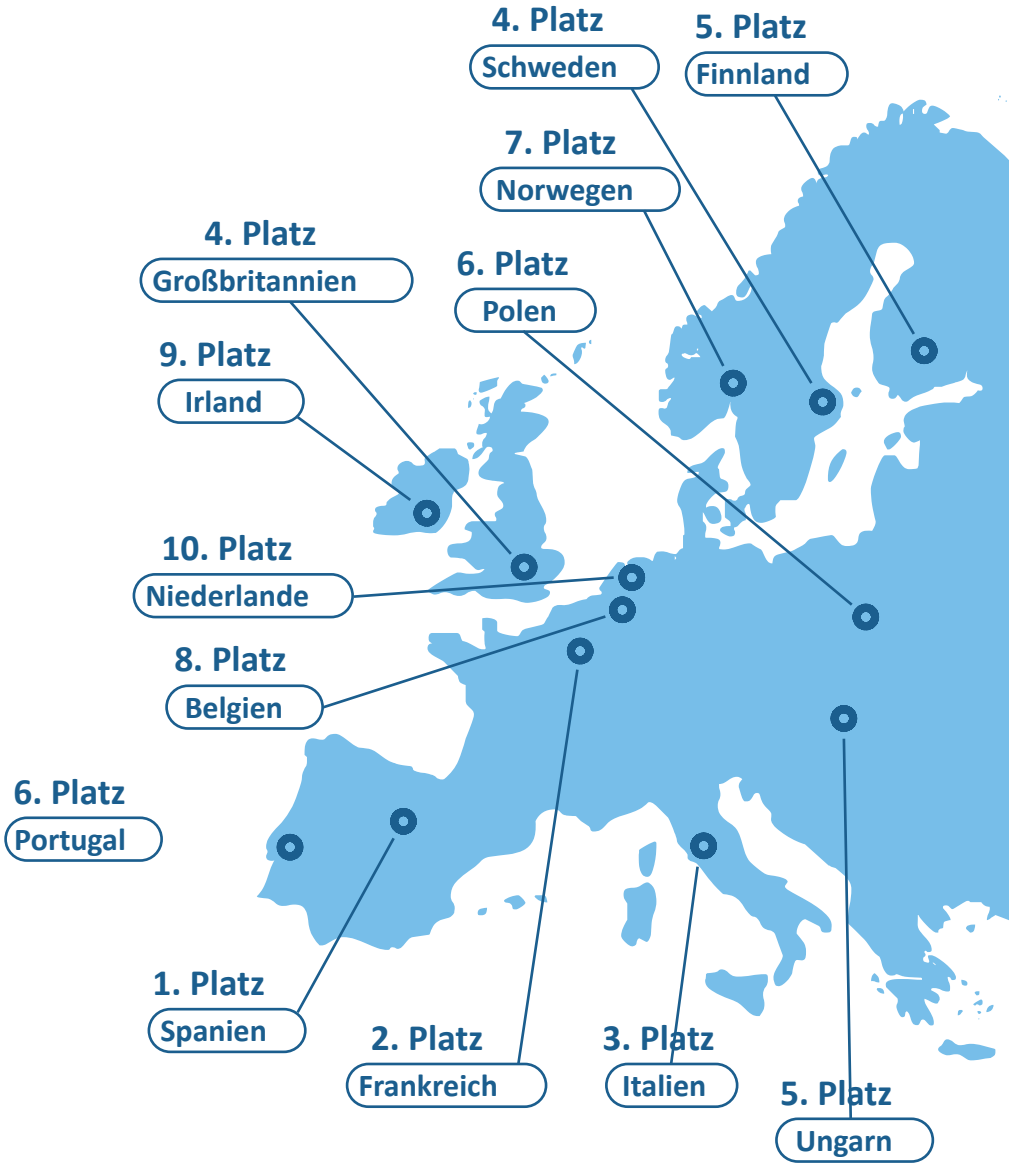 4. Platz
Schweden
5. Platz
Finnland
7. Platz
Norwegen
4. Platz
Großbritannien
6. Platz
Polen
9. Platz
Irland
10. Platz
Niederlande
8. Platz
Belgien
6. Platz
Portugal
1. Platz
Spanien
2. Platz
Frankreich
3. Platz
Italien
5. Platz
Ungarn